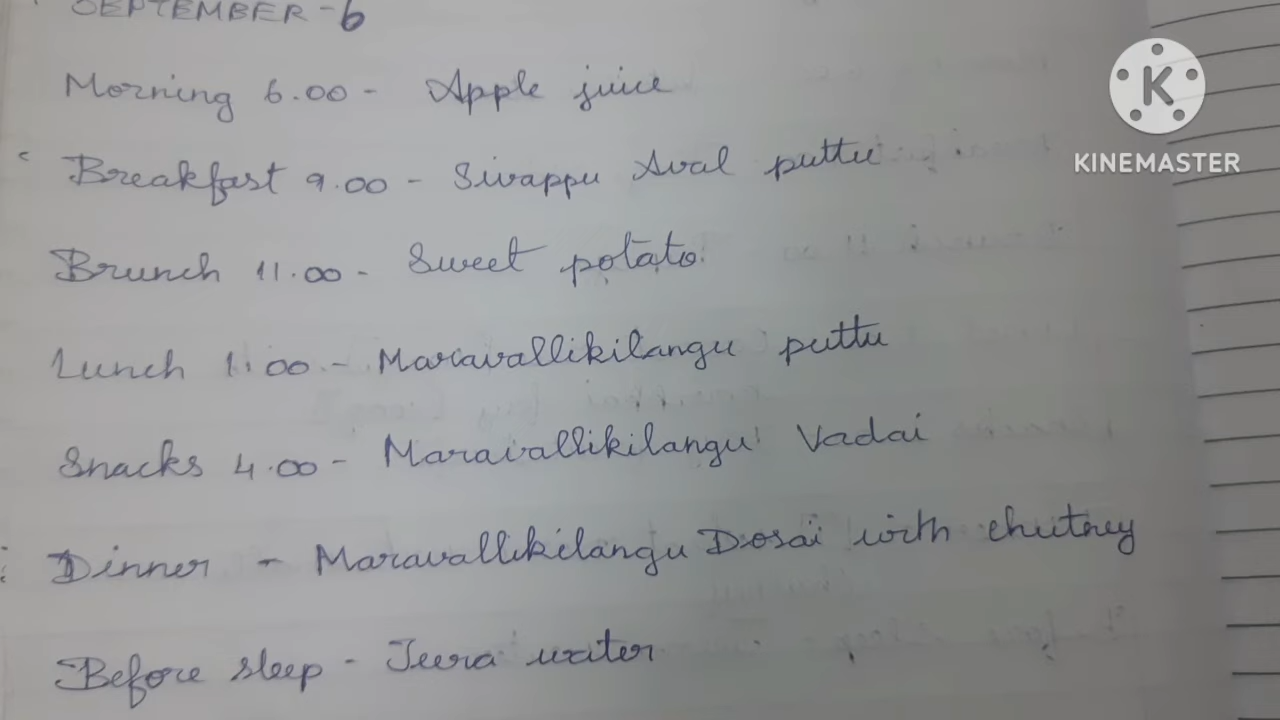 SEPTEMBER - 6
Morning 6.00 - Apple juice
KINEMASTER
Breakfast 9.00 - Sivappu Aval puttu
Brunch 11.00 - Sweet potato
Lunch 1.00 - Maravallikilangu puttu
Snacks 4.00 - Maravallikilangu Vadai
Dinner - Maravallikilangu Dosai with chutney
Before sleep - Jeera water